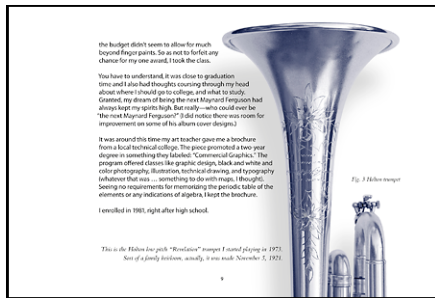 the budget didn't seem to allow for much
beyond fingerpaints. So as not to forfeit any
chance for my one award, I took the class.
You have to understand, it was close to graduation
time and I also had thoughts coursing through my head
about where I should go to college, and what to study.
Granted, my dream of being the next Maynard Ferguson had
always kept my spirits high. But really—who could ever be
"the next Maynard Ferguson?" (I did notice there was room for
improvement on some of his album cover designs.)
It was around this time my art teacher gave me a brochure
from a local technical college. The piece promoted a two year
degree in something they labeled: "Commercial Graphics." The
program offered classes like graphic design, black and white and
color photography, illustration, technical drawing, and typography
(whatever that was … something to do with maps, I thought).
Seeing no requirements for memorizing the periodic table of the
elements or any indications of algebra, I kept the brochure.
I enrolled in 1981, right after high school.
Fig. 3 Holton trumpet
This is the Holton low pitch "Revelation" trumpet I started playing in 1973.
Sort of a family heirloom, actually, it was made November 3, 1921.